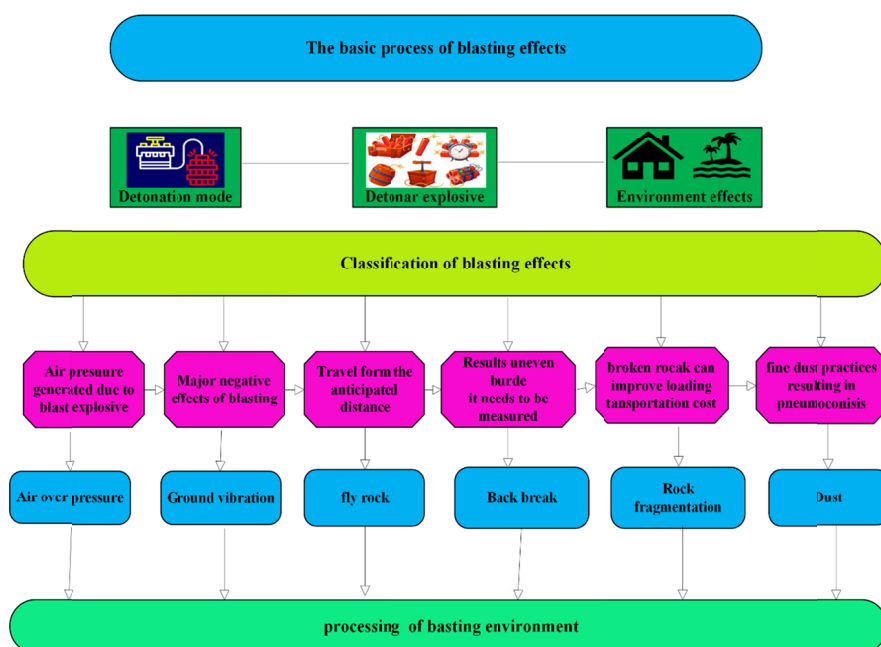 The basic process of blasting effects
Detonation mode
Detonar explosive
Environment effects
Classification of blasting effects
Air presuure
generated due to
blast explosive
Major negative
effects of blasting
Travel form the
anticipated
distance
Results uneven
burde
it needs to be
measured
broken rocak can
improve loading
tansportation cost
fine dust practices
resulting in
pneumoconisis
Air over pressure
Ground vibration
fly rock
Back break
Rock
fragmentation
Dust
processing of basting environment